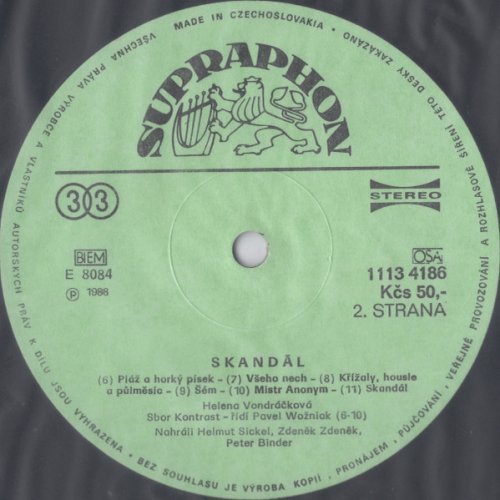 MADE IN CZECHOSLOVAKIA • VŠECHNA PRÁVA VÝROBCE A VLASTNÍKŮ AUTORSKÝCH PRÁV K DÍLU JSOU VYHRAZENA • BEZ SOUHLASU JE VÝROBA KOPIÍ, PRONÁJEM, PŮJČOVÁNÍ, VEŘEJNÉ PROVOZOVÁNÍ A ROZHLASOVÉ ŠÍŘENÍ TÉTO DESKY ZAKÁZÁNO
SUPRAPHON
33
STEREO
BIEM
OSA
E 8084
1113 4186
℗ 1988
Kčs 50,-
2. STRANA
SKANDÁL
(6) Pláž a horký písek – (7) Všeho nech – (8) Křížaly, housle
a půlměsíc – (9) Šém – (10) Mistr Anonym – (11) Skandál
Helena Vondráčková
Sbor Kontrast – řídí Pavel Wožniak (6-10)
Nahráli Helmut Sickel, Zdeněk Zdeněk,
Peter Binder